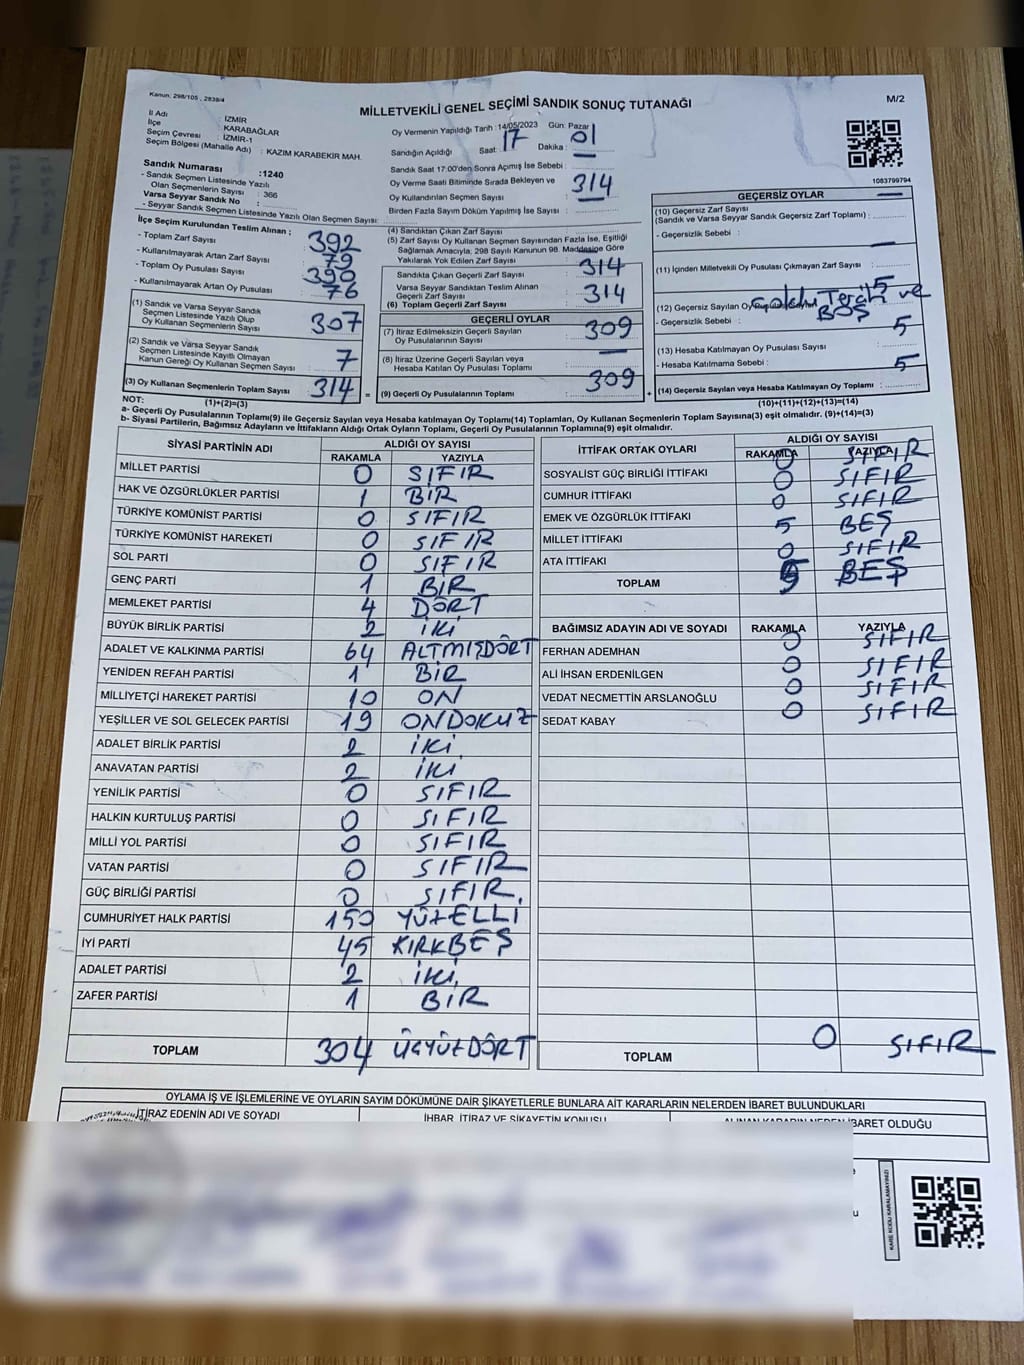 Kanun: 298/105 , 2839/4
MİLLETVEKİLİ GENEL SEÇİMİ SANDIK SONUÇ TUTANAĞI
M/2
İl Adı : İZMİR
İlçe : KARABAĞLAR
Seçim Çevresi : İZMİR-1
Seçim Bölgesi (Mahalle Adı) : KAZIM KARABEKİR MAH.
Sandık Numarası :1240
- Sandık Seçmen Listesinde Yazılı
Olan Seçmenlerin Sayısı : 366
Varsa Seyyar Sandık No :
- Seyyar Sandık Seçmen Listesinde Yazılı Olan Seçmen Sayısı:
Oy Vermenin Yapıldığı Tarih :14/05/2023 Gün: Pazar
Sandığın Açıldığı Saat : 17 Dakika : 01
Sandık Saat 17:00'den Sonra Açımış İse Sebebi : —
Oy Verme Saati Bitiminde Sırada Bekleyen ve
Oy Kullandırılan Seçmen Sayısı : 314
Birden Fazla Sayım Döküm Yapılmış İse Sayısı :
1083799794
İlçe Seçim Kurulundan Teslim Alınan ;
- Toplam Zarf Sayısı : 392
- Kullanılmayarak Artan Zarf Sayısı : 79
- Toplam Oy Pusulası Sayısı : 390
- Kullanılmayarak Artan Oy Pusulası : 76
(1) Sandık ve Varsa Seyyar Sandık
Seçmen Listesinde Yazılı Olup
Oy Kullanan Seçmenlerin Sayısı : 307
(2) Sandık ve Varsa Seyyar Sandık
Seçmen Listesinde Kayıtlı Olmayan
Kanun Gereği Oy Kullanan Seçmen Sayısı : 7
(3) Oy Kullanan Seçmenlerin Toplam Sayısı : 314
(1)+(2)=(3)
(4) Sandıktan Çıkan Zarf Sayısı :
(5) Zarf Sayısı Oy Kullanan Seçmen Sayısından Fazla İse, Eşitliği
Sağlamak Amacıyla, 298 Sayılı Kanunun 98. Maddesine Göre
Yakılarak Yok Edilen Zarf Sayısı :
Sandıkta Çıkan Geçerli Zarf Sayısı : 314
Varsa Seyyar Sandıktan Teslim Alınan
Geçerli Zarf Sayısı :
(6) Toplam Geçerli Zarf Sayısı : 314
GEÇERLİ OYLAR
(7) İtiraz Edilmeksizin Geçerli Sayılan
Oy Pusulalarının Sayısı : 309
(8) İtiraz Üzerine Geçerli Sayılan veya
Hesaba Katılan Oy Pusulası Toplamı : —
= (9) Geçerli Oy Pusulalarının Toplamı : 309
GEÇERSİZ OYLAR
(10) Geçersiz Zarf Sayısı
(Sandık ve Varsa Seyyar Sandık Geçersiz Zarf Toplamı) : —
- Geçersizlik Sebebi :
(11) İçinden Milletvekili Oy Pusulası Çıkmayan Zarf Sayısı : —
(12) Geçersiz Sayılan Oy Pusulası Sayısı : 5
- Geçersizlik Sebebi : Çoklu Tercih ve BOŞ
(13) Hesaba Katılmayan Oy Pusulası Sayısı : 5
- Hesaba Katılmama Sebebi :
+ (14) Geçersiz Sayılan veya Hesaba Katılmayan Oy Toplamı : 5
(10)+(11)+(12)+(13)=(14)
NOT:
a- Geçerli Oy Pusulalarının Toplamı(9) ile Geçersiz Sayılan veya Hesaba katılmayan Oy Toplam(14) Toplamları, Oy Kullanan Seçmenlerin Toplam Sayısına(3) eşit olmalıdır. (9)+(14)=(3)
b- Siyasi Partilerin, Bağımsız Adayların ve İttifakların Aldığı Ortak Oyların Toplamı, Geçerli Oy Pusulalarının Toplamına(9) eşit olmalıdır.
SİYASİ PARTİNİN ADI ALDIĞI OY SAYISI
RAKAMLA YAZIYLA
MİLLET PARTİSİ 0 SIFIR
HAK VE ÖZGÜRLÜKLER PARTİSİ 1 BİR
TÜRKİYE KOMÜNİST PARTİSİ 0 SIFIR
TÜRKİYE KOMÜNİST HAREKETİ 0 SIFIR
SOL PARTİ 0 SIFIR
GENÇ PARTİ 1 BİR
MEMLEKET PARTİSİ 4 DÖRT
BÜYÜK BİRLİK PARTİSİ 2 İKİ
ADALET VE KALKINMA PARTİSİ 64 ALTMIŞDÖRT
YENİDEN REFAH PARTİSİ 1 BİR
MİLLİYETÇİ HAREKET PARTİSİ 10 ON
YEŞİLLER VE SOL GELECEK PARTİSİ 19 ONDOKUZ
ADALET BİRLİK PARTİSİ 2 İKİ
ANAVATAN PARTİSİ 2 İKİ
YENİLİK PARTİSİ 0 SIFIR
HALKIN KURTULUŞ PARTİSİ 0 SIFIR
MİLLİ YOL PARTİSİ 0 SIFIR
VATAN PARTİSİ 0 SIFIR
GÜÇ BİRLİĞİ PARTİSİ 0 SIFIR
CUMHURİYET HALK PARTİSİ 150 YÜZELLİ
İYİ PARTİ 45 KIRKBEŞ
ADALET PARTİSİ 2 İKİ
ZAFER PARTİSİ 1 BİR
TOPLAM 304 ÜÇYÜZDÖRT
İTTİFAK ORTAK OYLARI ALDIĞI OY SAYISI
RAKAMLA YAZIYLA
SOSYALİST GÜÇ BİRLİĞİ İTTİFAKI 0 SIFIR
CUMHUR İTTİFAKI 0 SIFIR
EMEK VE ÖZGÜRLÜK İTTİFAKI 0 SIFIR
MİLLET İTTİFAKI 5 BEŞ
ATA İTTİFAKI 0 SIFIR
TOPLAM 5 BEŞ
BAĞIMSIZ ADAYIN ADI VE SOYADI RAKAMLA YAZIYLA
FERHAN ADEMHAN 0 SIFIR
ALİ İHSAN ERDENİLGEN 0 SIFIR
VEDAT NECMETTİN ARSLANOĞLU 0 SIFIR
SEDAT KABAY 0 SIFIR
TOPLAM 0 SIFIR
OYLAMA İŞ VE İŞLEMLERİNE VE OYLARIN SAYIM DÖKÜMÜNE DAİR ŞİKAYETLERLE BUNLARA AİT KARARLARIN NELERDEN İBARET BULUNDUKLARI
İTİRAZ EDENİN ADI VE SOYADI İHBAR, İTİRAZ VE ŞİKAYETİN KONUSU ALINAN KARARIN NEDEN İBARET OLDUĞU
KARE KODU KARALAMAYINIZ!